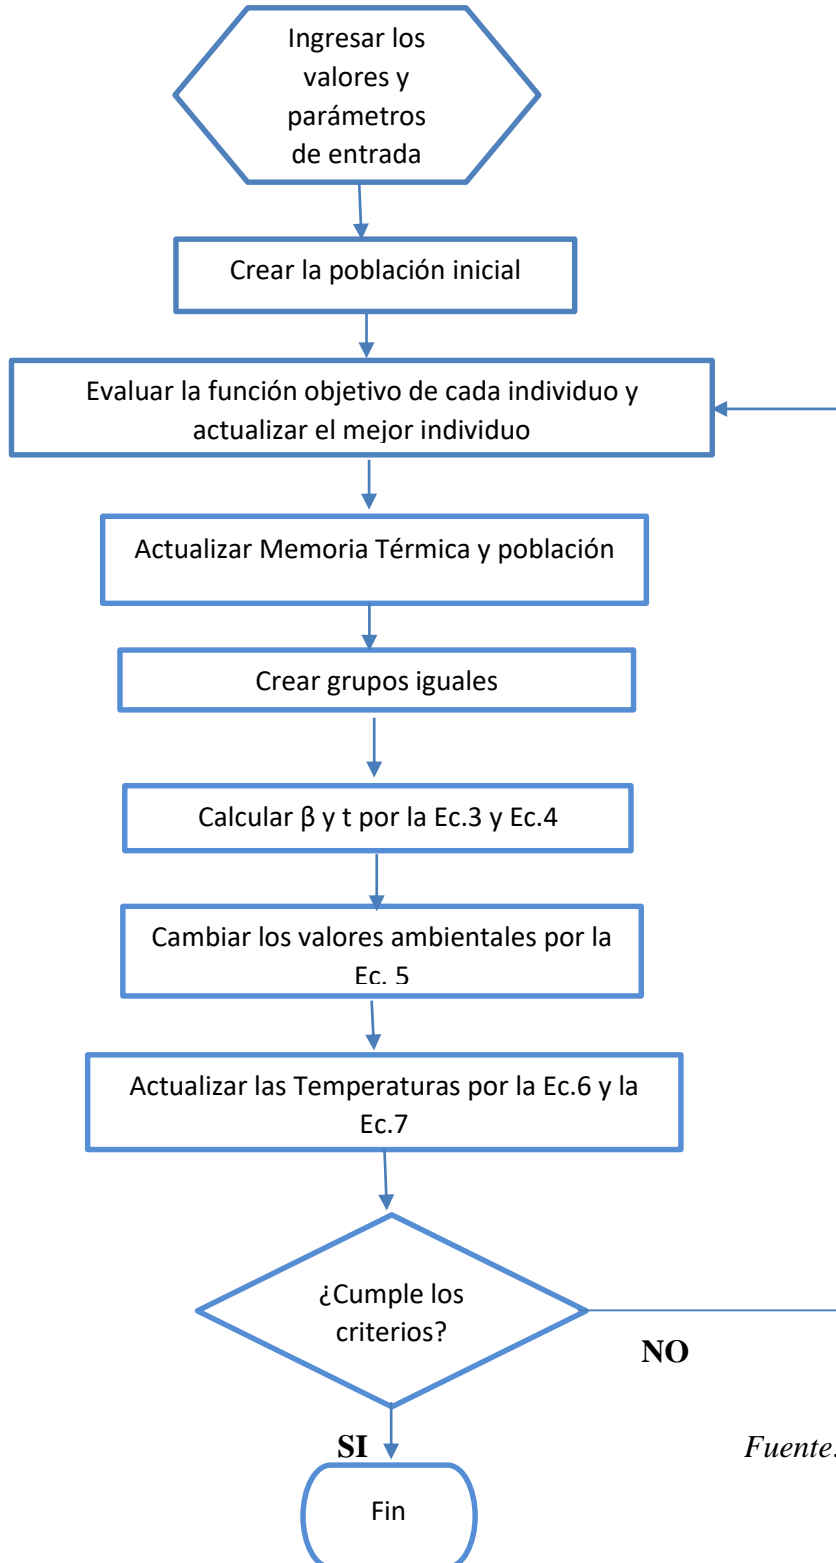 Ingresar los
valores y
parámetros
de entrada
Crear la población inicial
Evaluar la función objetivo de cada individuo y
actualizar el mejor individuo
Actualizar Memoria Térmica y población
Crear grupos iguales
Calcular β y t por la Ec.3 y Ec.4
Cambiar los valores ambientales por la
Ec. 5
Actualizar las Temperaturas por la Ec.6 y la
Ec.7
¿Cumple los
criterios?
NO
SI
Fuente:
Fin